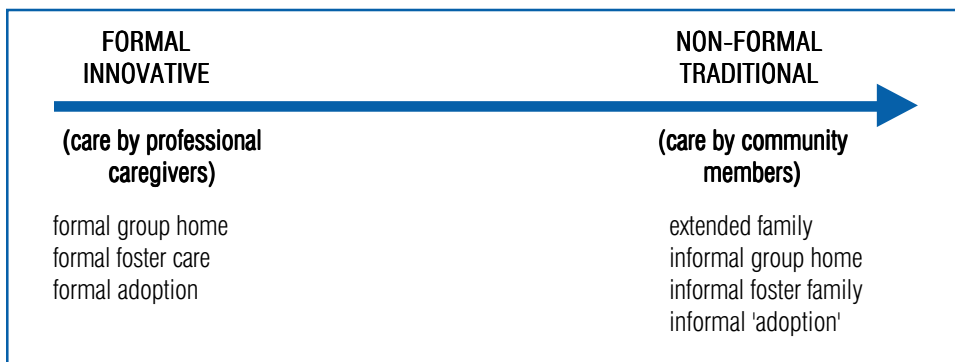 FORMAL
INNOVATIVE
(care by professional
caregivers)
formal group home
formal foster care
formal adoption
NON-FORMAL
TRADITIONAL
(care by community
members)
extended family
informal group home
informal foster family
informal 'adoption'